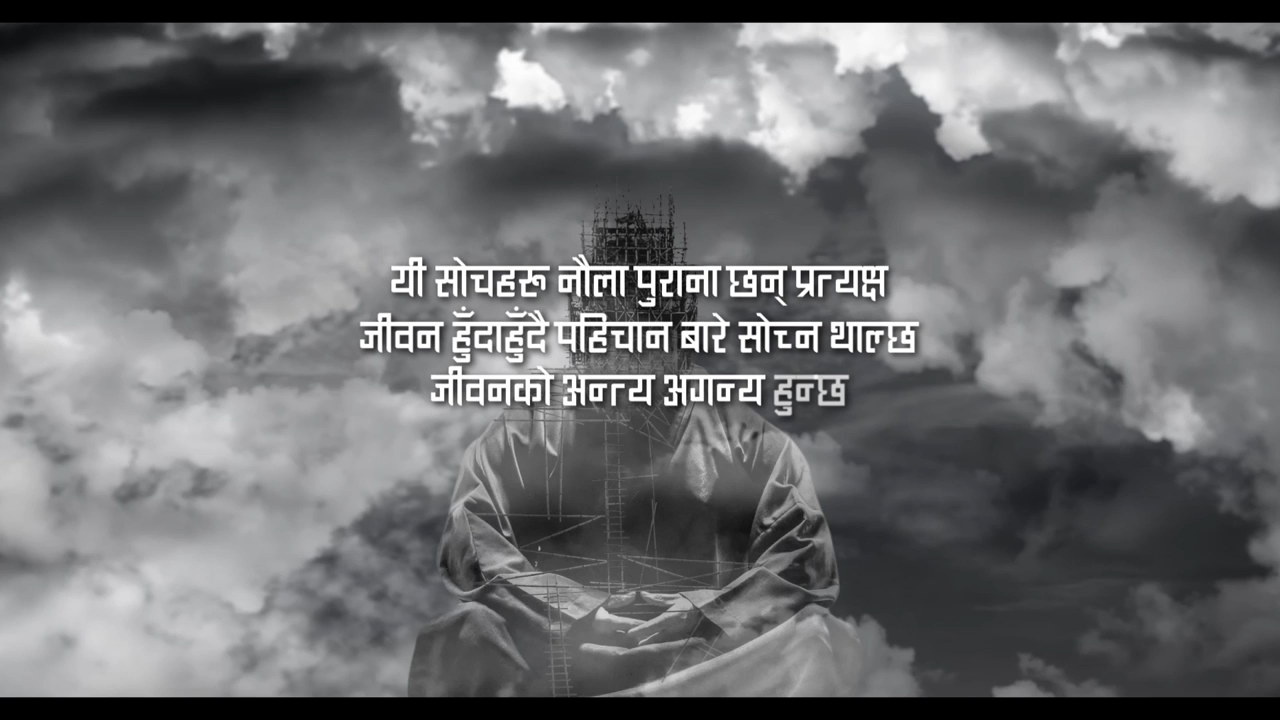 यी सोचहरू नौला पुराना छन् प्रत्यक्ष
जीवन हुँदाहुँदै पहिचान बारे सोच्न थाल्छ
जीवनको अन्त्य अगन्य हुन्छ